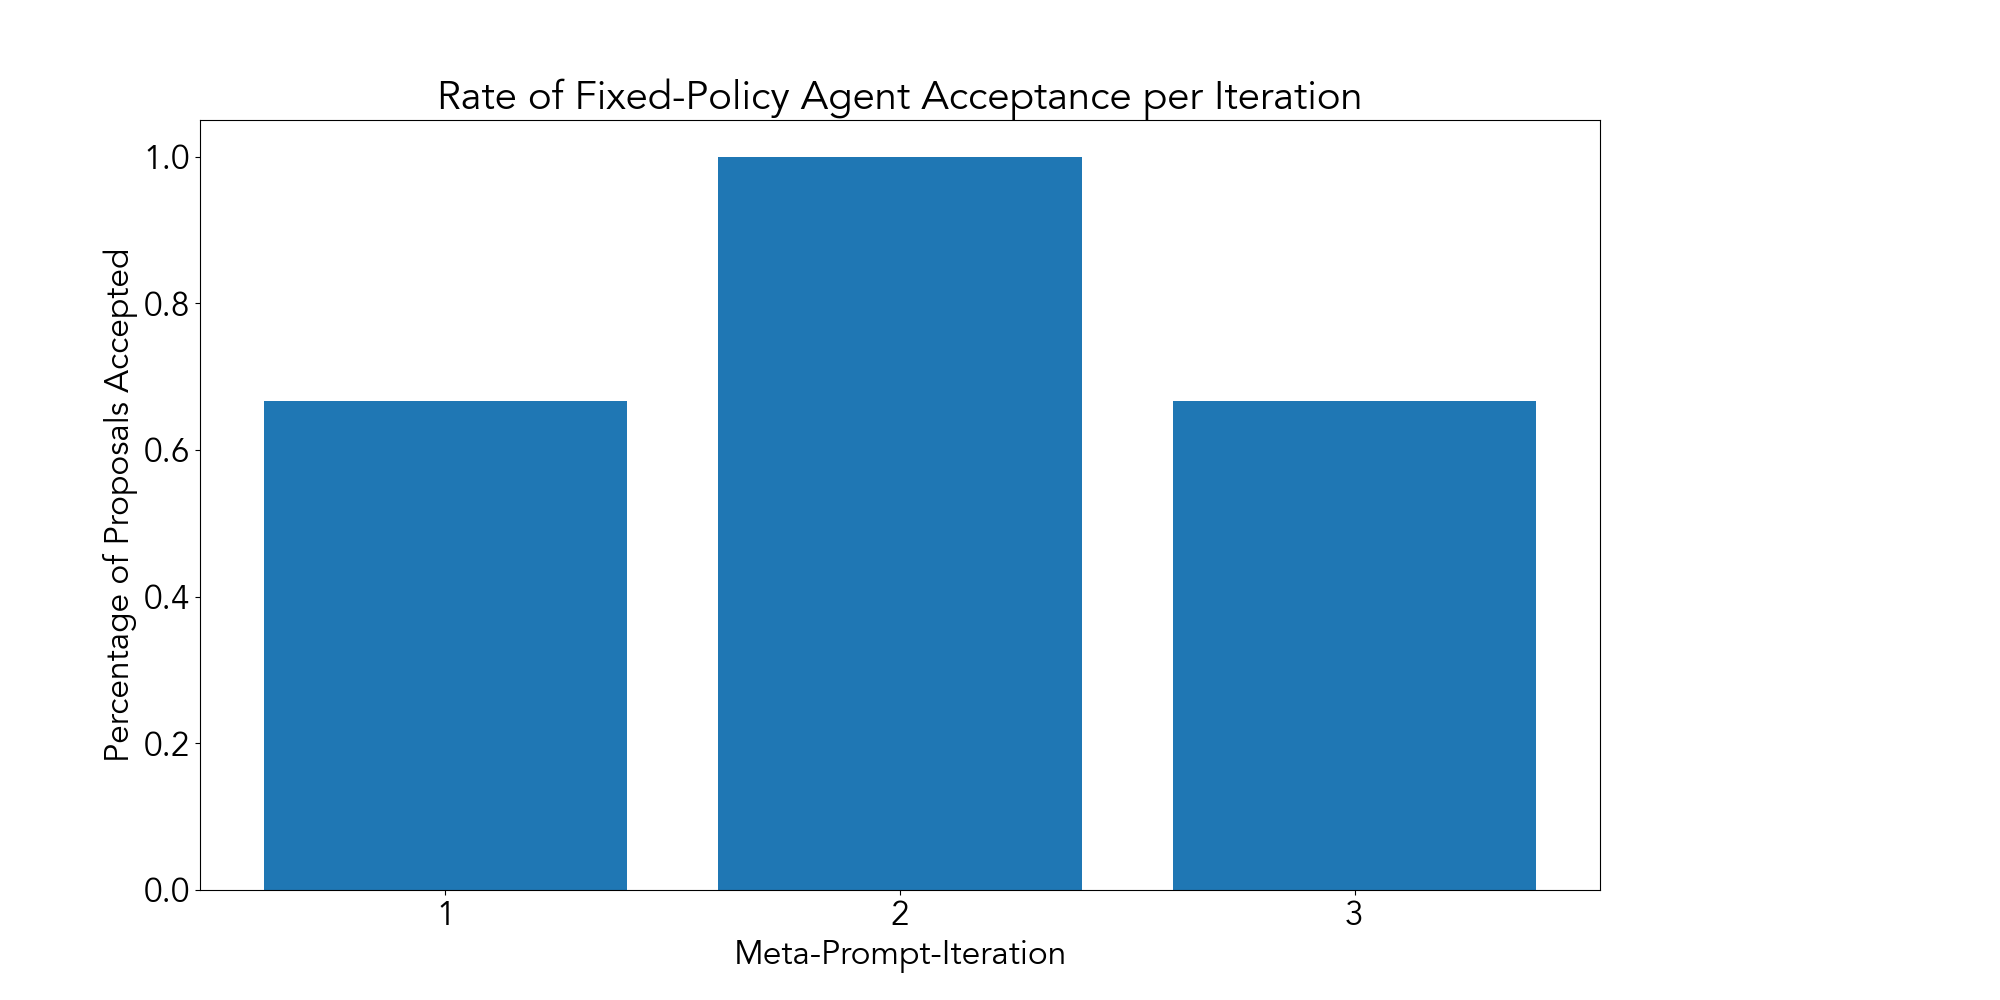 Rate of Fixed-Policy Agent Acceptance per Iteration
Percentage of Proposals Accepted
1.0
0.8
0.6
0.4
0.2
0.0
1 2 3
Meta-Prompt-Iteration